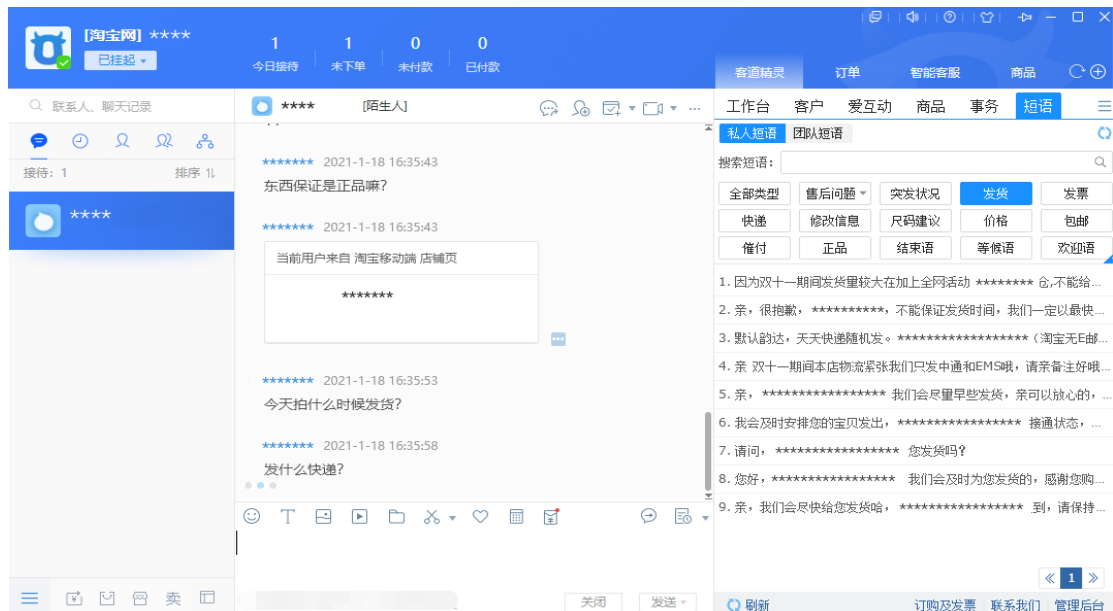 [淘宝网] ****
已挂起
1 1 0 0
今日接待 未下单 未付款 已付款
客道精灵 订单 智能客服 商品
联系人、聊天记录
接待: 1 排序
****
**** [陌生人]
******* 2021-1-18 16:35:43
东西保证是正品嘛?
******* 2021-1-18 16:35:43
当前用户来自 淘宝移动端 店铺页
*******
******* 2021-1-18 16:35:53
今天拍什么时候发货?
******* 2021-1-18 16:35:58
发什么快递?
关闭 发送
工作台 客户 爱互动 商品 事务 短语
私人短语 团队短语
搜索短语:
全部类型 售后问题 突发状况 发货 发票
快递 修改信息 尺码建议 价格 包邮
催付 正品 结束语 等候语 欢迎语
1. 因为双十一期间发货量较大在加上全网活动 ******** 仓,不能给...
2. 亲，很抱歉，**********，不能保证发货时间，我们一定以最快...
3. 默认韵达，天天快递随机发。******************（淘宝无E邮...
4. 亲 双十一期间本店物流紧张我们只发中通和EMS哦，请亲备注好哦...
5. 亲，***************** 我们会尽量早些发货，亲可以放心的，...
6. 我会及时安排您的宝贝发出，***************** 接通状态，...
7. 请问，***************** 您发货吗?
8. 您好，***************** 我们会及时为您发货的，感谢您购...
9. 亲，我们会尽快给您发货哈，***************** 到，请保持...
« 1 »
刷新 订购及发票 联系我们 管理后台
卖